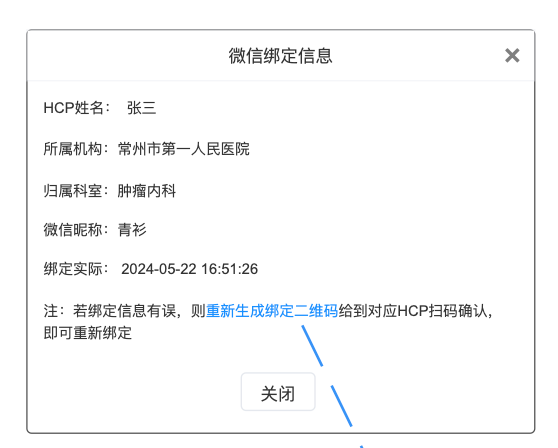 微信绑定信息
HCP姓名： 张三
所属机构：常州市第一人民医院
归属科室：肿瘤内科
微信昵称：青衫
绑定实际： 2024-05-22 16:51:26
注：若绑定信息有误，则重新生成绑定二维码给到对应HCP扫码确认，
即可重新绑定
关闭